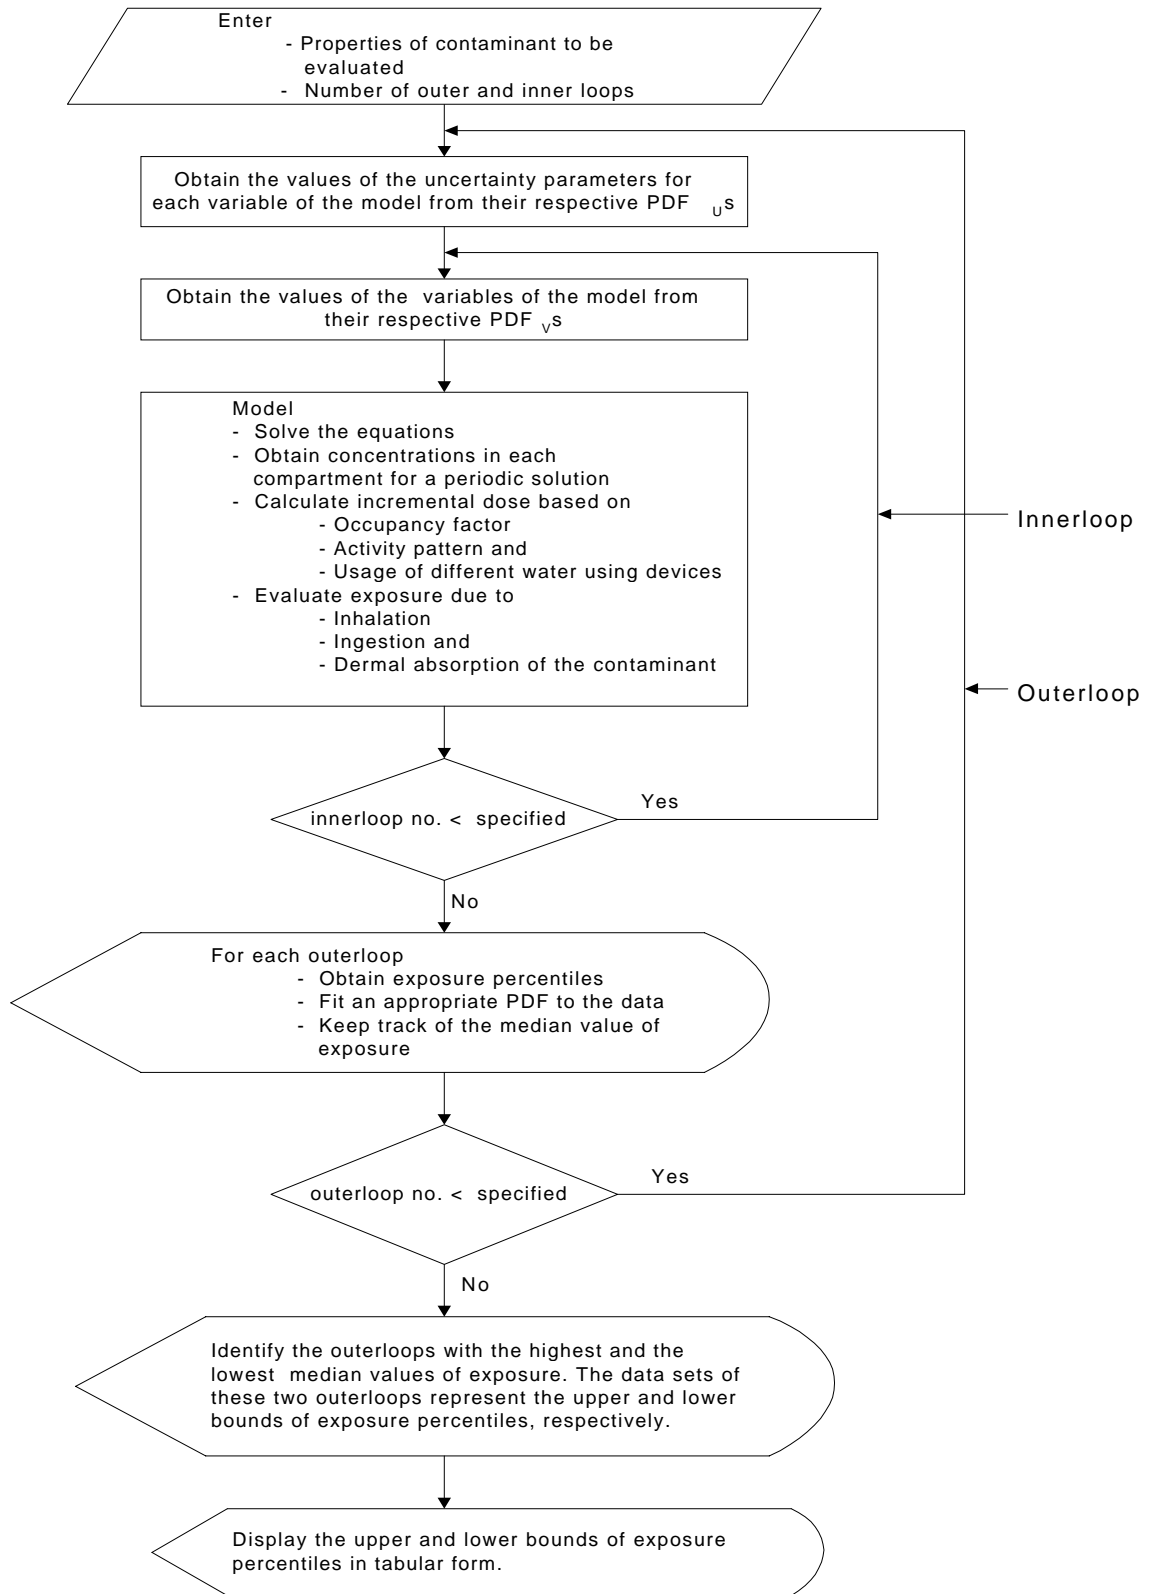 Enter
- Properties of contaminant to be
evaluated
- Number of outer and inner loops
Obtain the values of the uncertainty parameters for
each variable of the model from their respective PDF Us
Obtain the values of the variables of the model from
their respective PDF Vs
Model
- Solve the equations
- Obtain concentrations in each
compartment for a periodic solution
- Calculate incremental dose based on
- Occupancy factor
- Activity pattern and
- Usage of different water using devices
- Evaluate exposure due to
- Inhalation
- Ingestion and
- Dermal absorption of the contaminant
Innerloop
Outerloop
innerloop no. < specified
Yes
No
For each outerloop
- Obtain exposure percentiles
- Fit an appropriate PDF to the data
- Keep track of the median value of
exposure
outerloop no. < specified
Yes
No
Identify the outerloops with the highest and the
lowest median values of exposure. The data sets of
these two outerloops represent the upper and lower
bounds of exposure percentiles, respectively.
Display the upper and lower bounds of exposure
percentiles in tabular form.